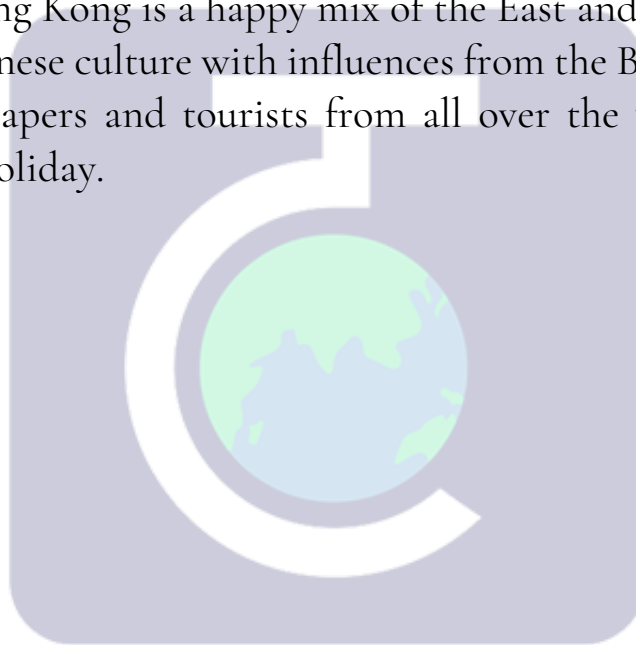 ng Kong is a happy mix of the East and
nese culture with influences from the B
apers and tourists from all over the
oliday.